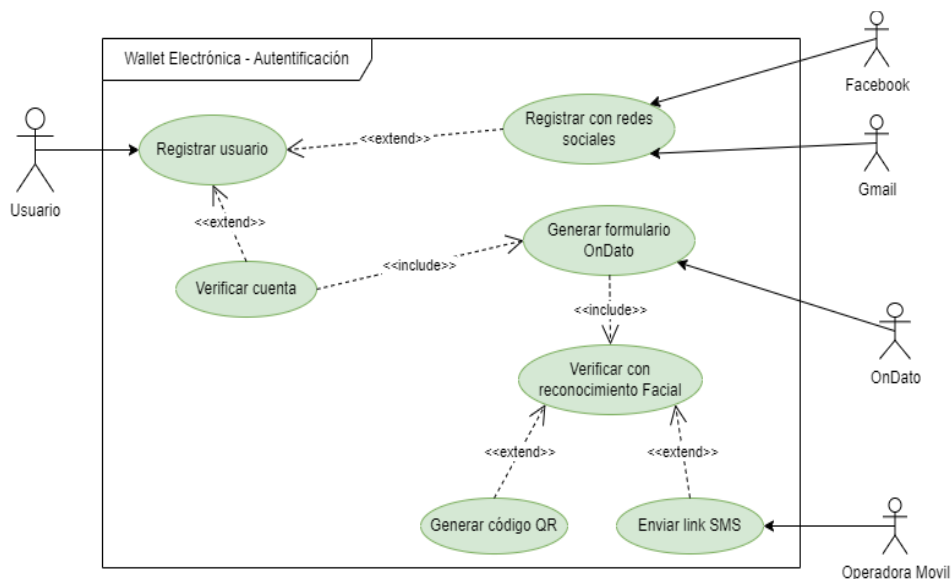 Wallet Electrónica - Autentificación
Facebook
Registrar con redes
sociales
<<extend>>
Registrar usuario
Gmail
Usuario
<<extend>>
Generar formulario
OnDato
<<include>>
Verificar cuenta
<<include>>
OnDato
Verificar con
reconocimiento Facial
<<extend>>
<<extend>>
Generar código QR
Enviar link SMS
Operadora Movil